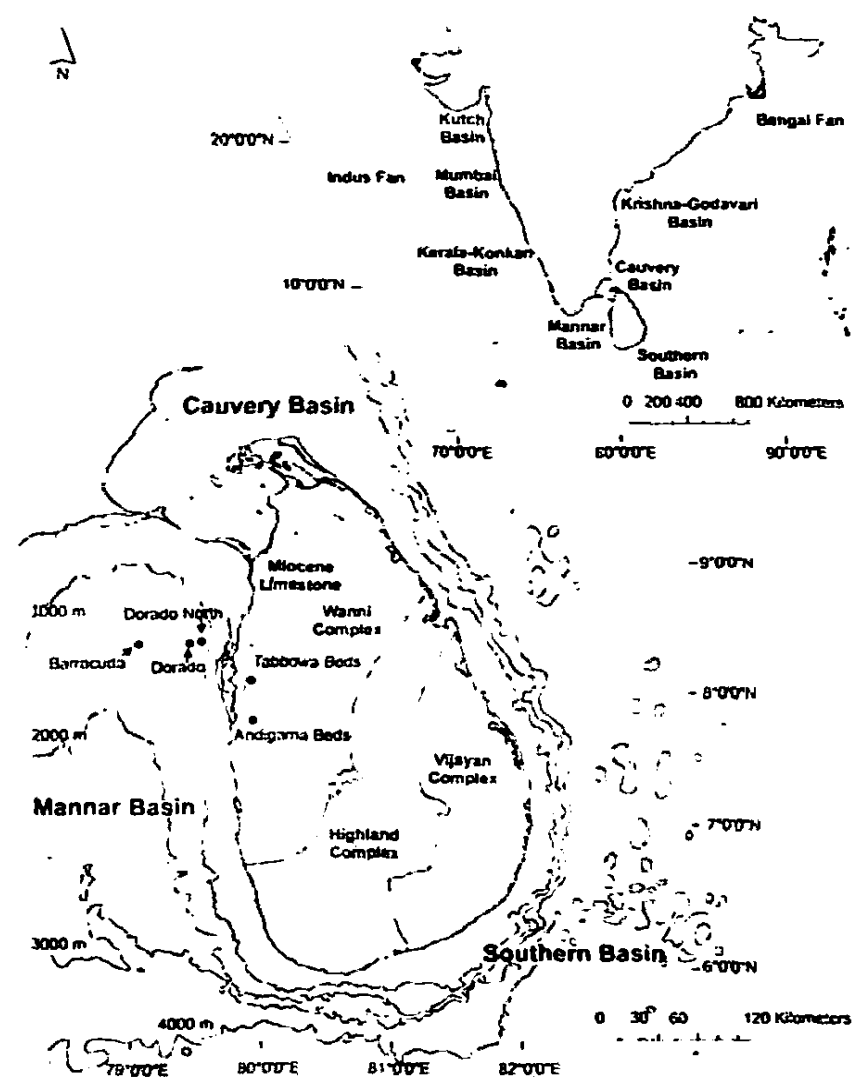 N
Kutch
Basin
Bengal Fan
20°0'0"N
Indus Fan
Mumbai
Basin
Krishna-Godavari
Basin
Kerala-Konkan
Basin
Cauvery
Basin
10°0'0"N
Mannar
Basin
Southern
Basin
0 200 400 800 Kilometers
70°0'0"E
80°0'0"E
90°0'0"E
Cauvery Basin
9°0'0"N
Miocene
Limestone
1000 m
Dorado North
Wanni
Complex
Barracuda
Dorado
Tabbowa Beds
8°0'0"N
Andigama Beds
2000 m
Vijayan
Complex
Mannar Basin
7°0'0"N
Highland
Complex
3000 m
Southern Basin
6°0'0"N
4000 m
0 30 60 120 Kilometers
79°0'0"E
80°0'0"E
81°0'0"E
82°0'0"E